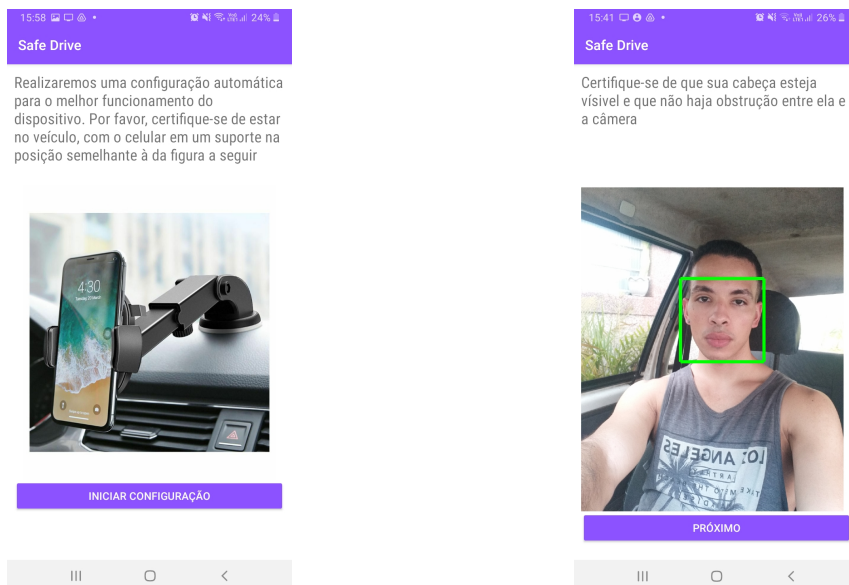 15:58
24%
Safe Drive
Realizaremos uma configuração automática
para o melhor funcionamento do
dispositivo. Por favor, certifique-se de estar
no veículo, com o celular em um suporte na
posição semelhante à da figura a seguir
4:30
INICIAR CONFIGURAÇÃO
15:41
26%
Safe Drive
Certifique-se de que sua cabeça esteja
vísivel e que não haja obstrução entre ela e
a câmera
LOS ANGELES
PRÓXIMO